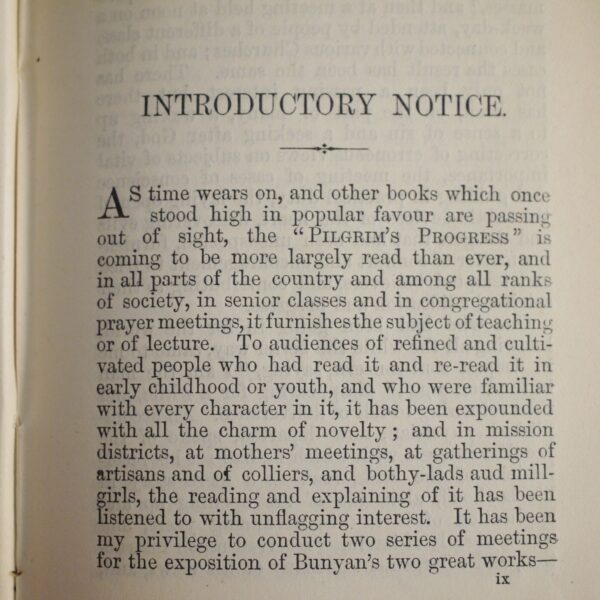 INTRODUCTORY NOTICE.
AS time wears on, and other books which once
stood high in popular favour are passing
out of sight, the “PILGRIM’S PROGRESS” is
coming to be more largely read than ever, and
in all parts of the country and among all ranks
of society, in senior classes and in congregational
prayer meetings, it furnishes the subject of teaching
or of lecture. To audiences of refined and culti-
vated people who had read it and re-read it in
early childhood or youth, and who were familiar
with every character in it, it has been expounded
with all the charm of novelty; and in mission
districts, at mothers’ meetings, at gatherings of
artisans and of colliers, and bothy-lads aud mill-
girls, the reading and explaining of it has been
listened to with unflagging interest. It has been
my privilege to conduct two series of meetings
for the exposition of Bunyan’s two great works—
ix